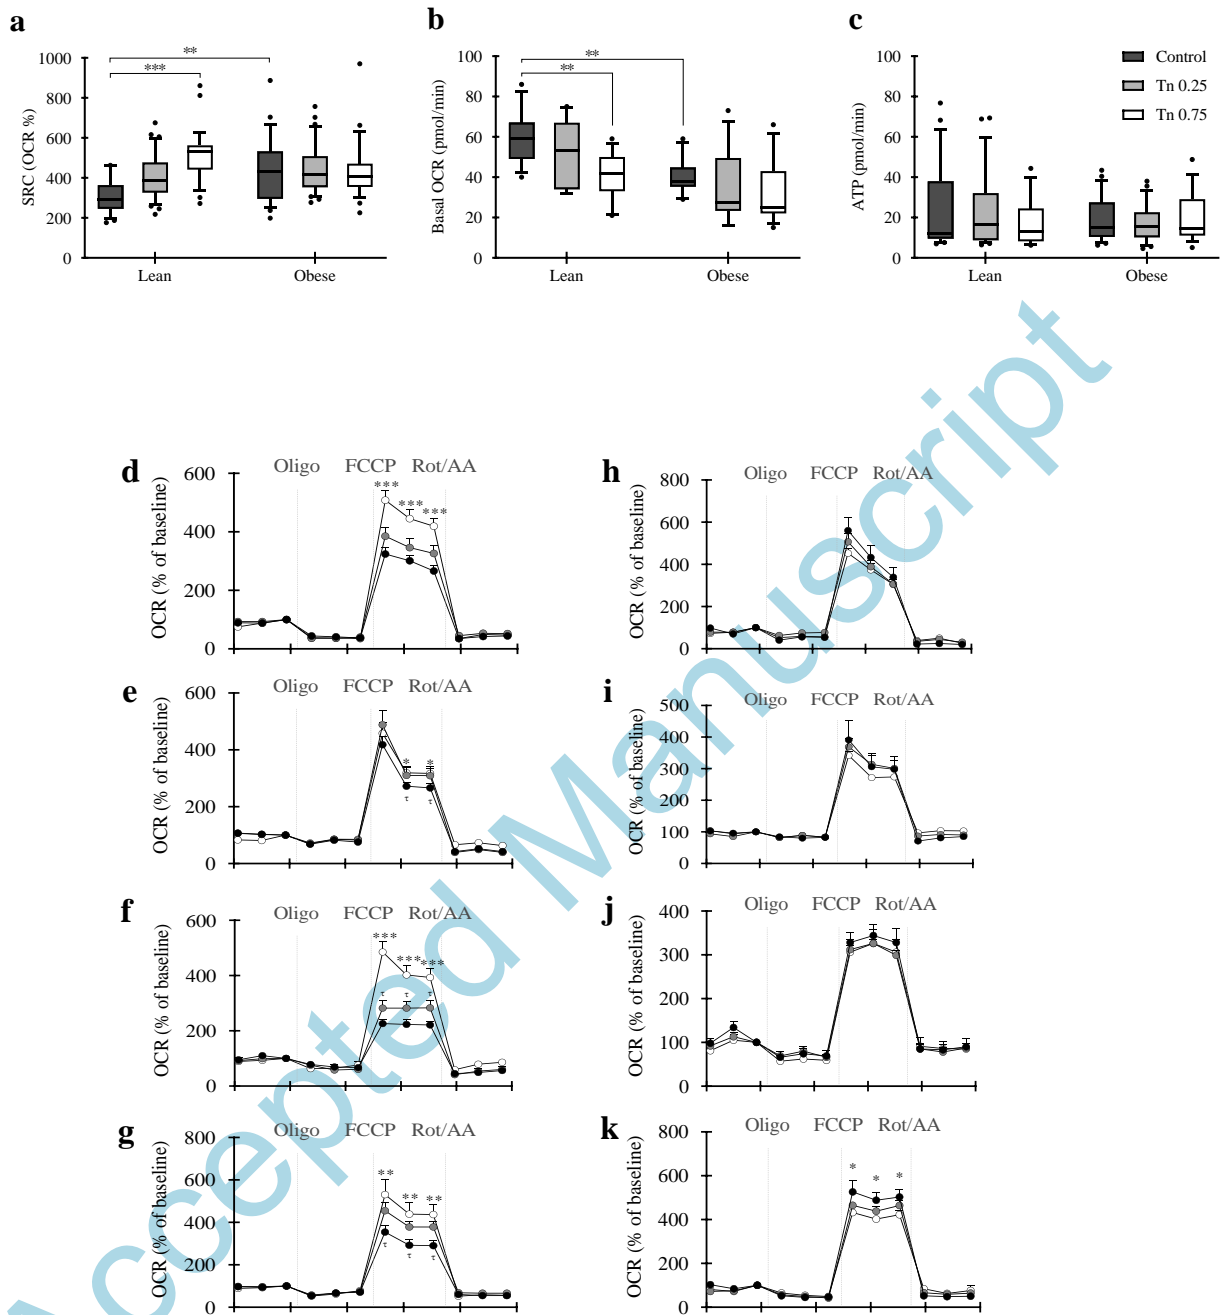 a
b
c
SRC (OCR %)
1000
800
600
400
200
0
**
***
Lean
Obese
Basal OCR (pmol/min)
100
80
60
40
20
0
**
**
Lean
Obese
ATP (pmol/min)
100
80
60
40
20
0
Lean
Obese
Control
Tn 0.25
Tn 0.75
d
Oligo FCCP Rot/AA
OCR (% of baseline)
600
400
200
0
*** *** ***
h
Oligo FCCP Rot/AA
OCR (% of baseline)
800
600
400
200
0
e
Oligo FCCP Rot/AA
OCR (% of baseline)
600
400
200
0
* *
τ τ
i
Oligo FCCP Rot/AA
OCR (% of baseline)
500
400
300
200
100
0
f
Oligo FCCP Rot/AA
OCR (% of baseline)
600
400
200
0
*** *** ***
τ τ τ
j
Oligo FCCP Rot/AA
OCR (% of baseline)
400
300
200
100
0
g
Oligo FCCP Rot/AA
OCR (% of baseline)
800
600
400
200
0
** ** **
τ τ τ
k
Oligo FCCP Rot/AA
OCR (% of baseline)
800
600
400
200
0
* * *
Accepted Manuscript